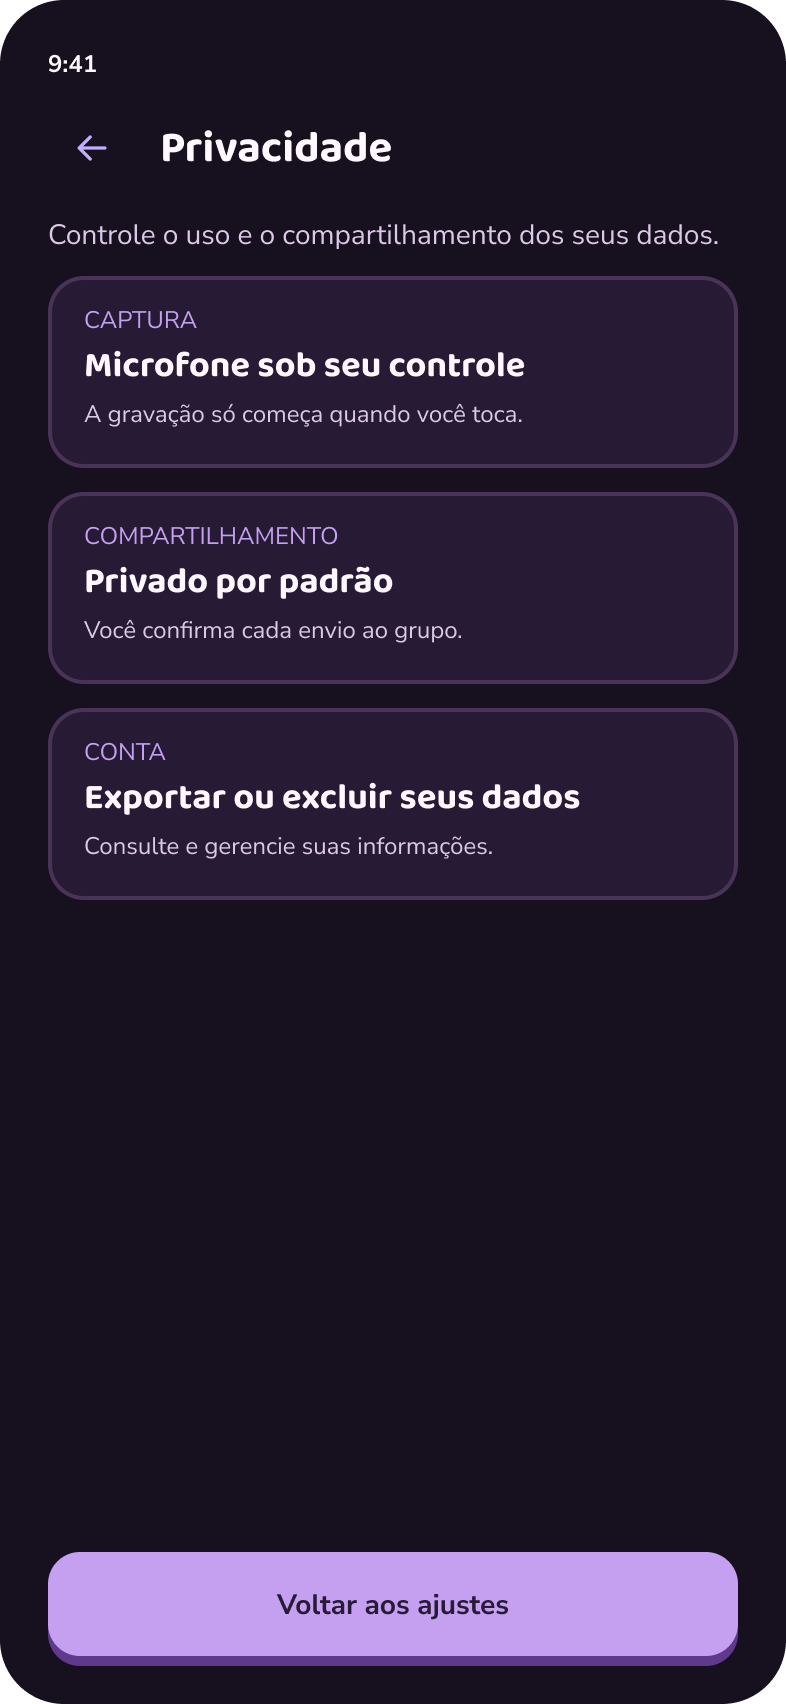 9:41
Privacidade
Controle o uso e o compartilhamento dos seus dados.
CAPTURA
Microfone sob seu controle
A gravação só começa quando você toca.
COMPARTILHAMENTO
Privado por padrão
Você confirma cada envio ao grupo.
CONTA
Exportar ou excluir seus dados
Consulte e gerencie suas informações.
Voltar aos ajustes